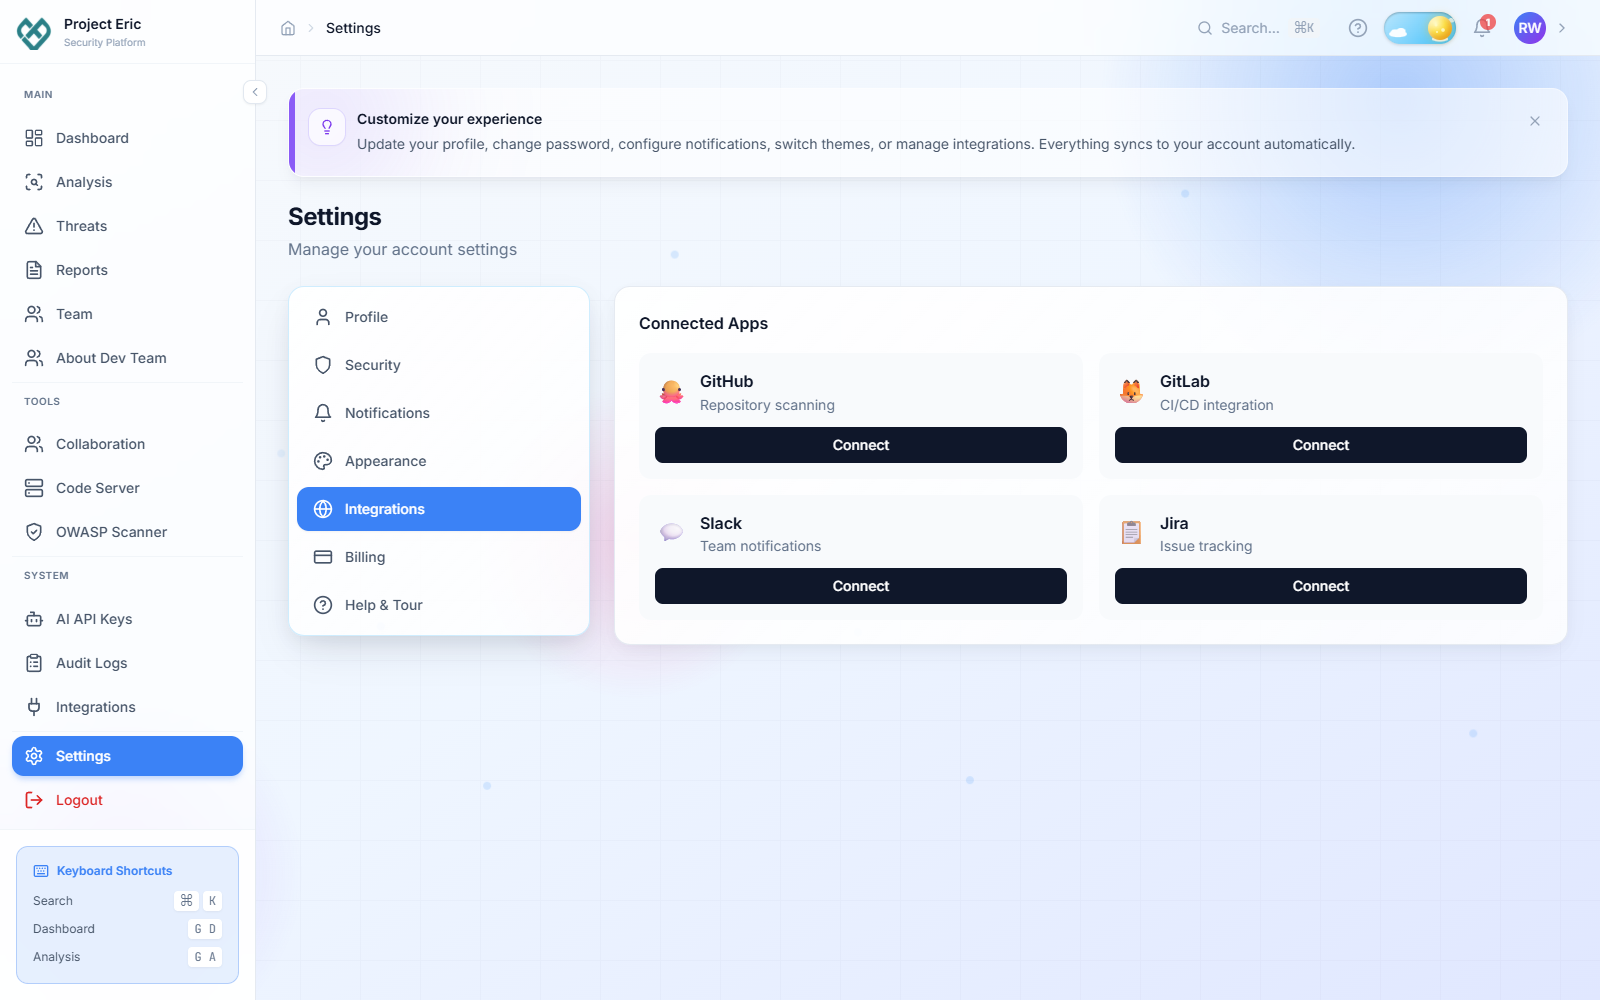 Project Eric
Security Platform
MAIN
Dashboard
Analysis
Threats
Reports
Team
About Dev Team
TOOLS
Collaboration
Code Server
OWASP Scanner
SYSTEM
AI API Keys
Audit Logs
Integrations
Settings
Logout
Keyboard Shortcuts
Search ⌘ K
Dashboard G D
Analysis G A
Settings
Search... ⌘K
1
RW
Customize your experience
Update your profile, change password, configure notifications, switch themes, or manage integrations. Everything syncs to your account automatically.
Settings
Manage your account settings
Profile
Security
Notifications
Appearance
Integrations
Billing
Help & Tour
Connected Apps
GitHub
Repository scanning
Connect
GitLab
CI/CD integration
Connect
Slack
Team notifications
Connect
Jira
Issue tracking
Connect